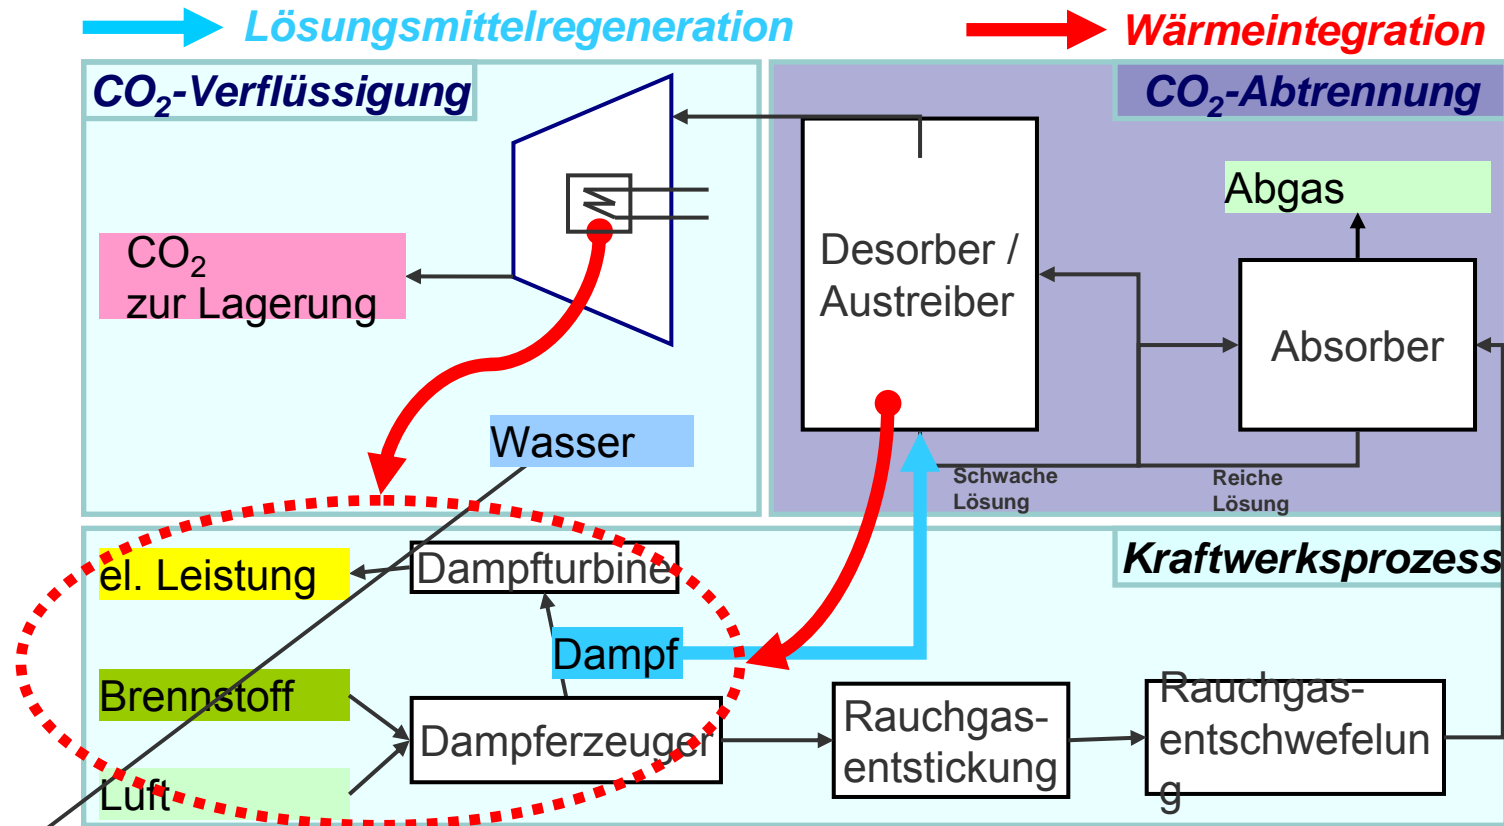 Lösungsmittelregeneration
Wärmeintegration
CO₂-Verflüssigung
CO₂-Abtrennung
Abgas
CO₂
zur Lagerung
Desorber /
Austreiber
Absorber
Wasser
Schwache
Lösung
Reiche
Lösung
Kraftwerksprozess
el. Leistung
Dampfturbine
Dampf
Brennstoff
Dampferzeuger
Rauchgas-
entstickung
Rauchgas-
entschwefelun
g
Luft